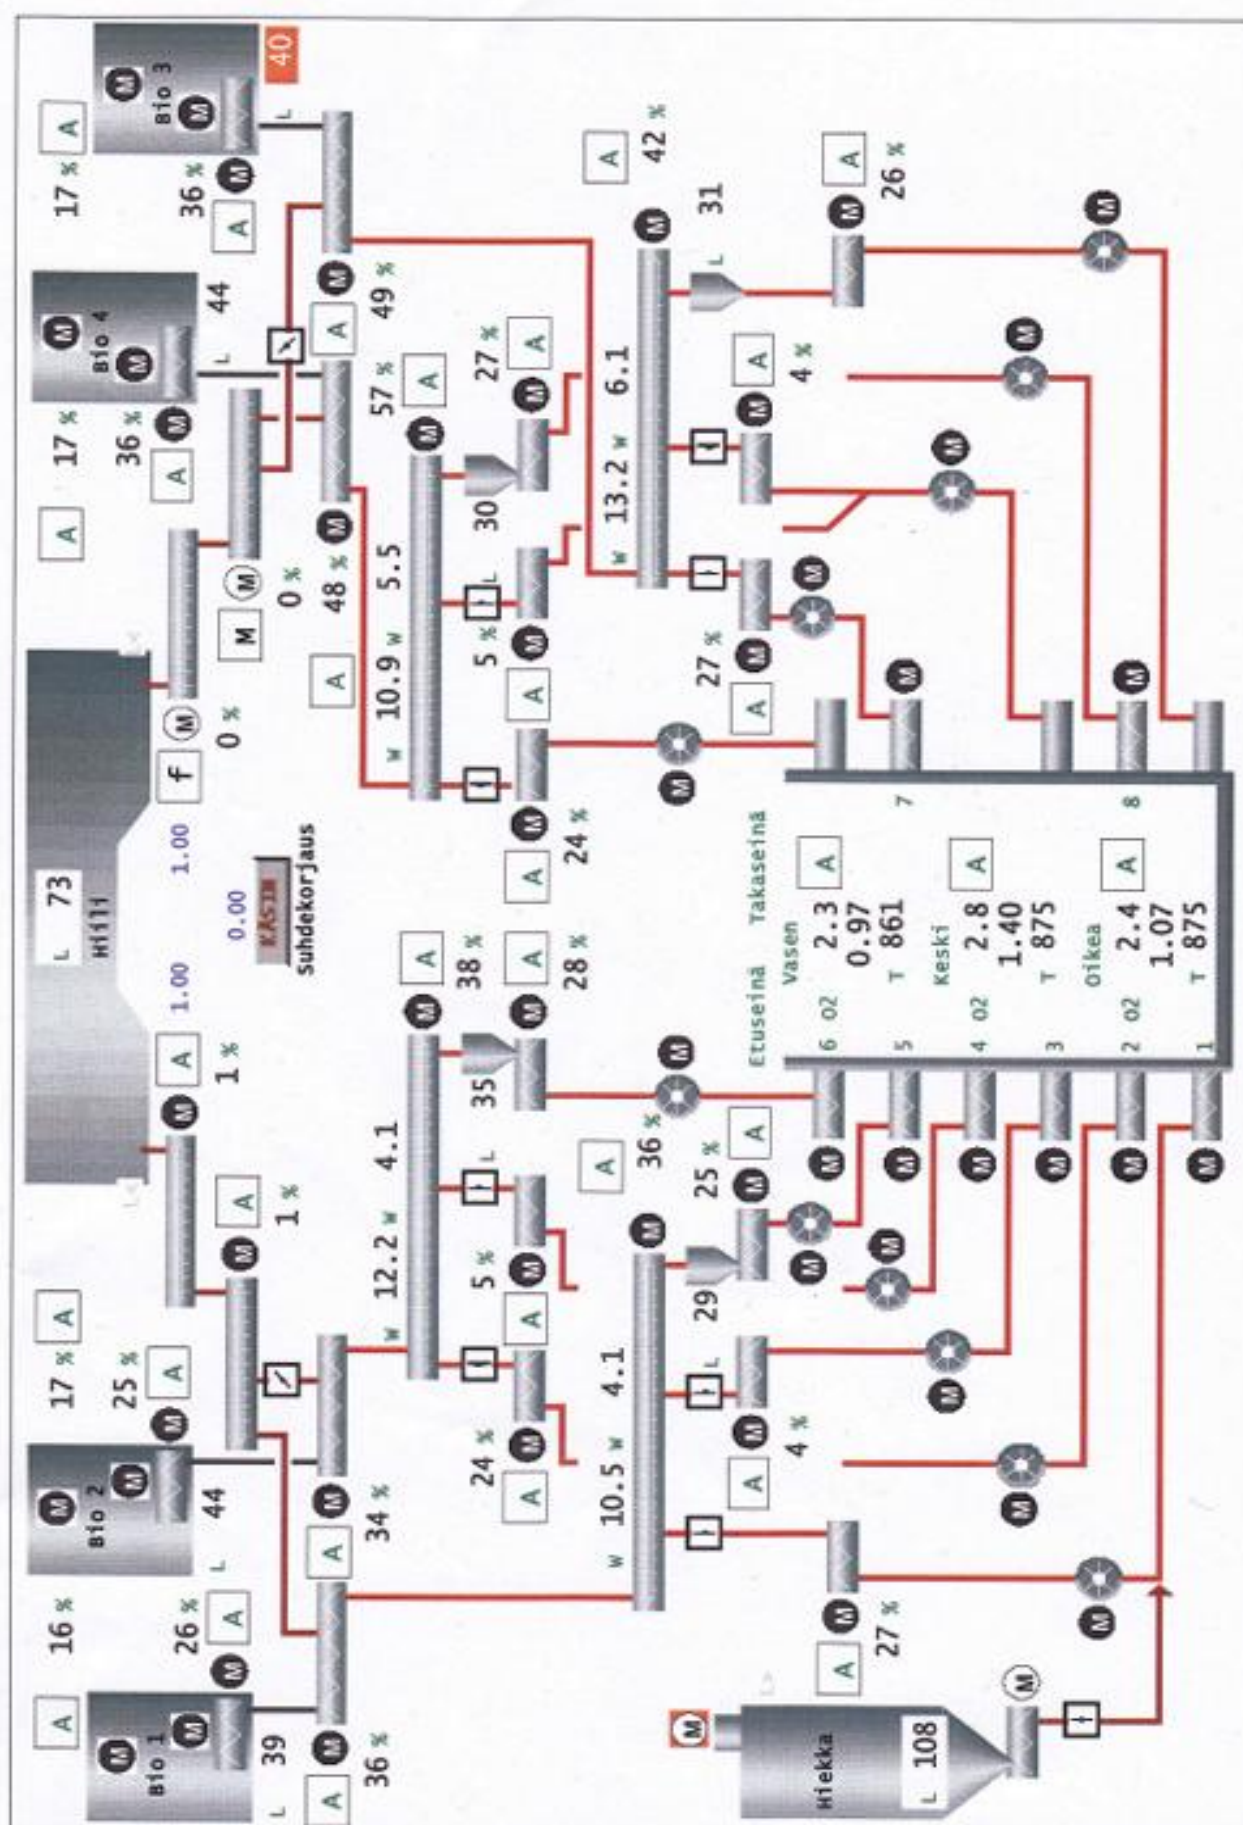 Hiili
L 73
1.00 1.00
0.00
KÄSIN
Suhdekorjaus
A
16 %
M
Bio 1
M
M
26 %
A
L 39
M
A
36 %
17 %
A
M
Bio 2
M
M
25 %
A
L 44
M
A
34 %
M
A
1 %
M
A
1 %
f
M
0 %
M
M
0 %
A
17 %
M
Bio 4
M
M
36 %
A
L 44
M
A
48 %
17 %
A
M
Bio 3
M
M
36 %
A
L
40
M
A
49 %
W 12.2 W 4.1
M
A
38 %
24 %
M
A
5 %
M
A
L
35
M
A
28 %
W 10.9 W 5.5
57 %
M
A
M
A
24 %
5 %
M
A
L
30
27 %
M
A
W 10.5 W 4.1
A
36 %
M
M
A
27 %
M
A
4 %
L
29
25 %
M
A
W 13.2 W 6.1
M
A
42 %
27 %
M
A
M
A
4 %
L
31
M
A
26 %
M
M
M
M
M
M
M
M
M
M
Etuseinä Takaseinä
Vasen
6 O2 2.3 A
0.97
5 T 861 7
Keski
4 O2 2.8 A
1.40
3 T 875
Oikea
2 O2 2.4 A 8
1.07
1 T 875
M
M
M
M
M
M
M
M
M
Hiekka
L 108
M